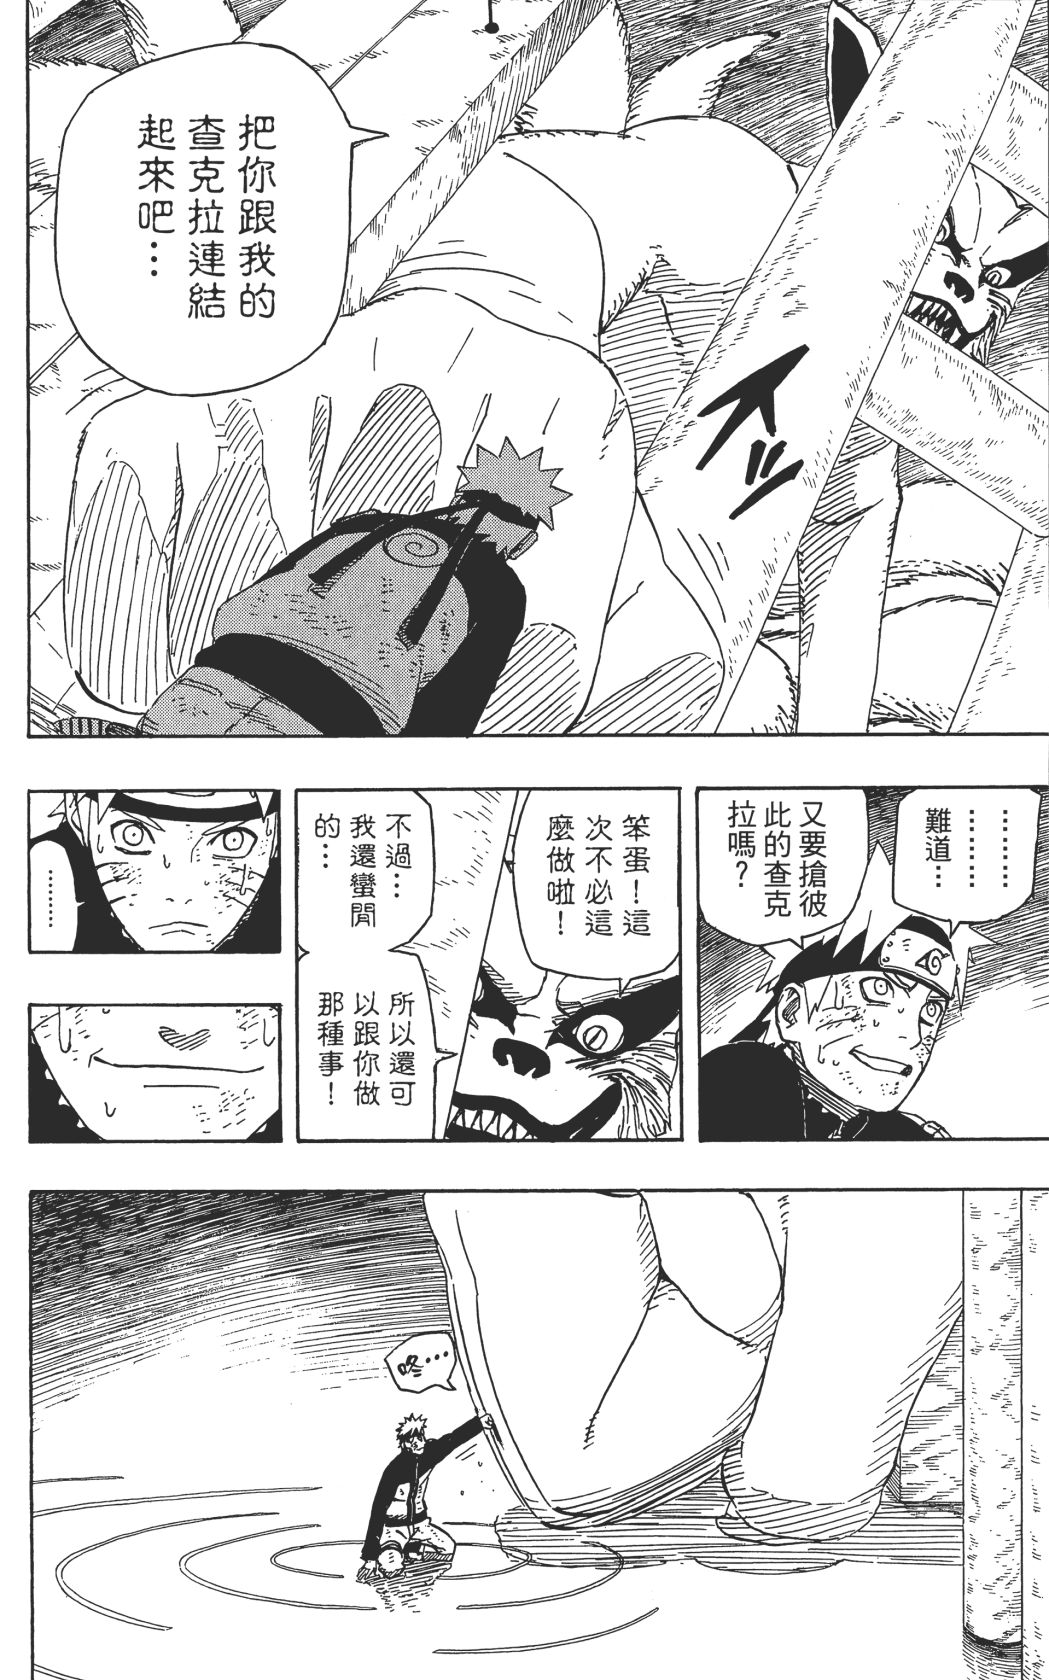 把你跟我的
查克拉連結
起來吧…
ズッ
………
………
難道…
又要搶彼
此的查克
拉嗎？
笨蛋！這
次不必這
麼做啦！
不過…
我還蠻閒
的…
所以還可
以跟你做
那種事！
………
咚…